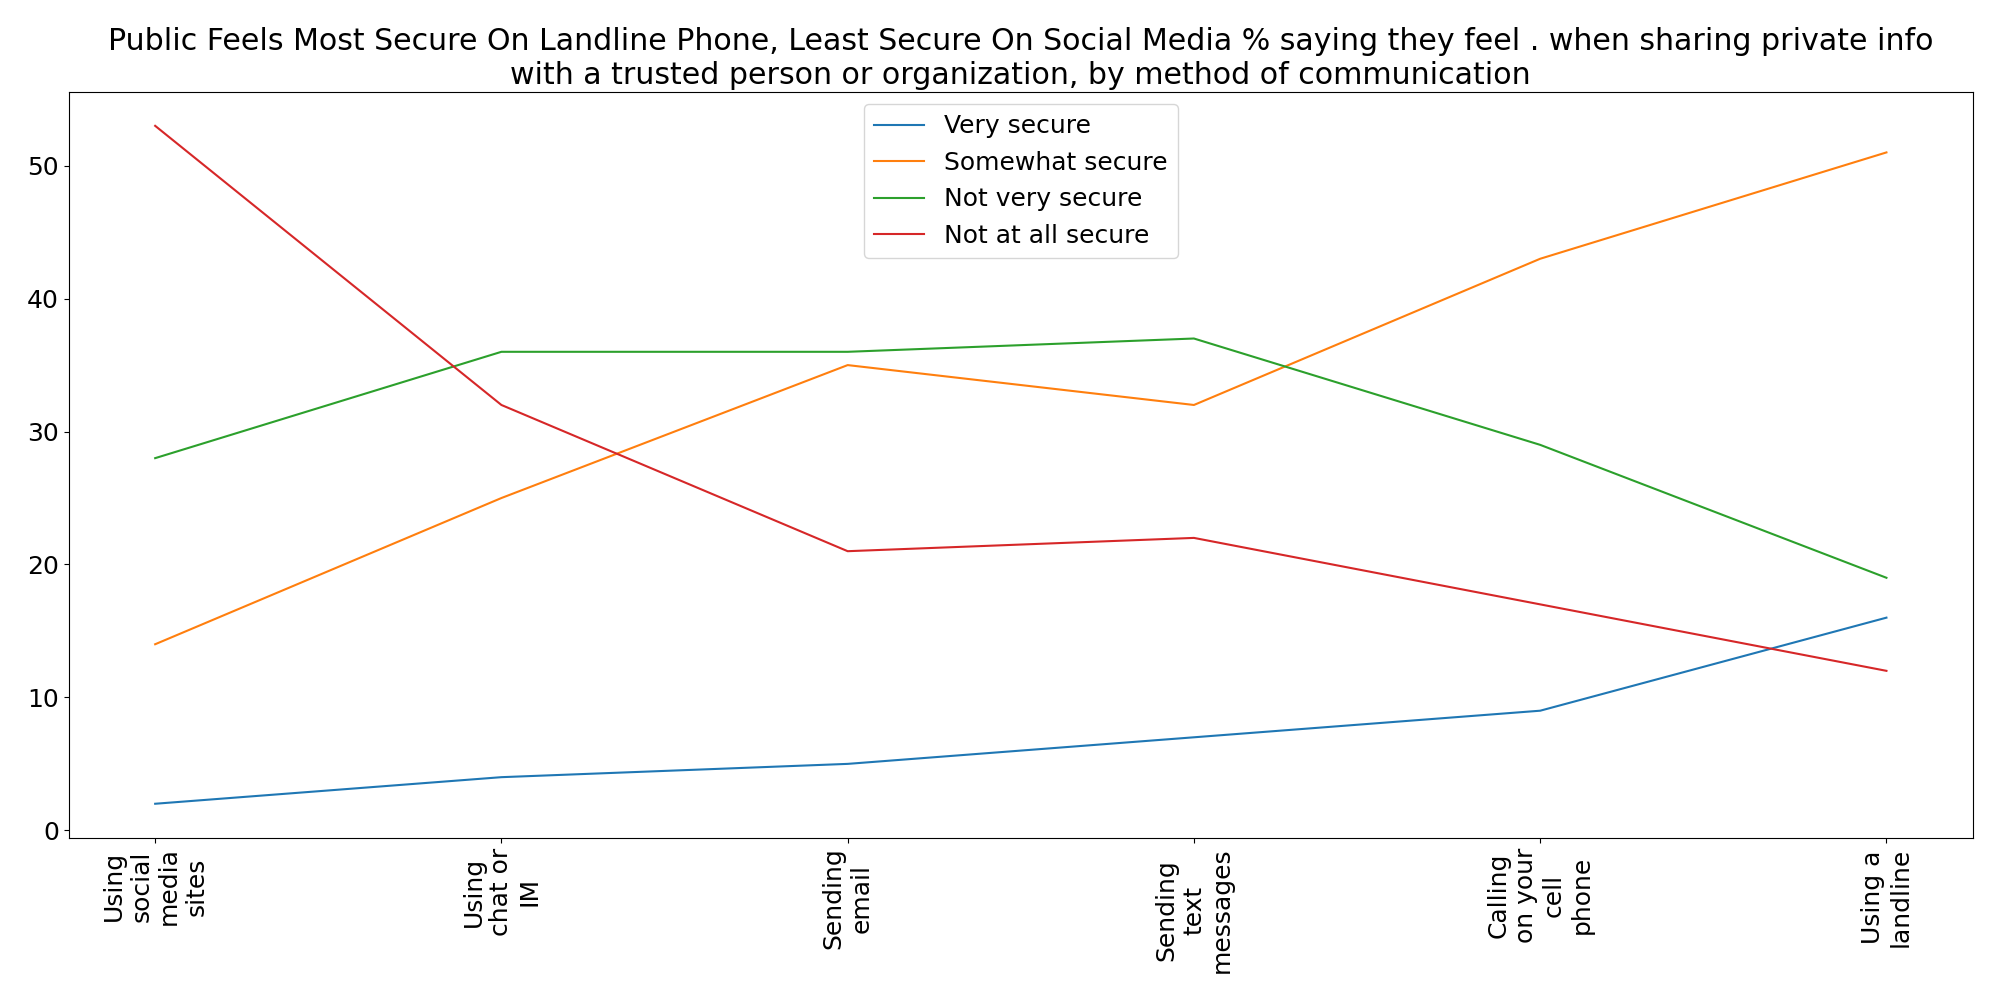 Public Feels Most Secure On Landline Phone, Least Secure On Social Media % saying they feel . when sharing private info
with a trusted person or organization, by method of communication
Very secure
Somewhat secure
Not very secure
Not at all secure
50
40
30
20
10
0
Using
social
media
sites
Using
chat or
IM
Sending
email
Sending
text
messages
Calling
on your
cell
phone
Using a
landline